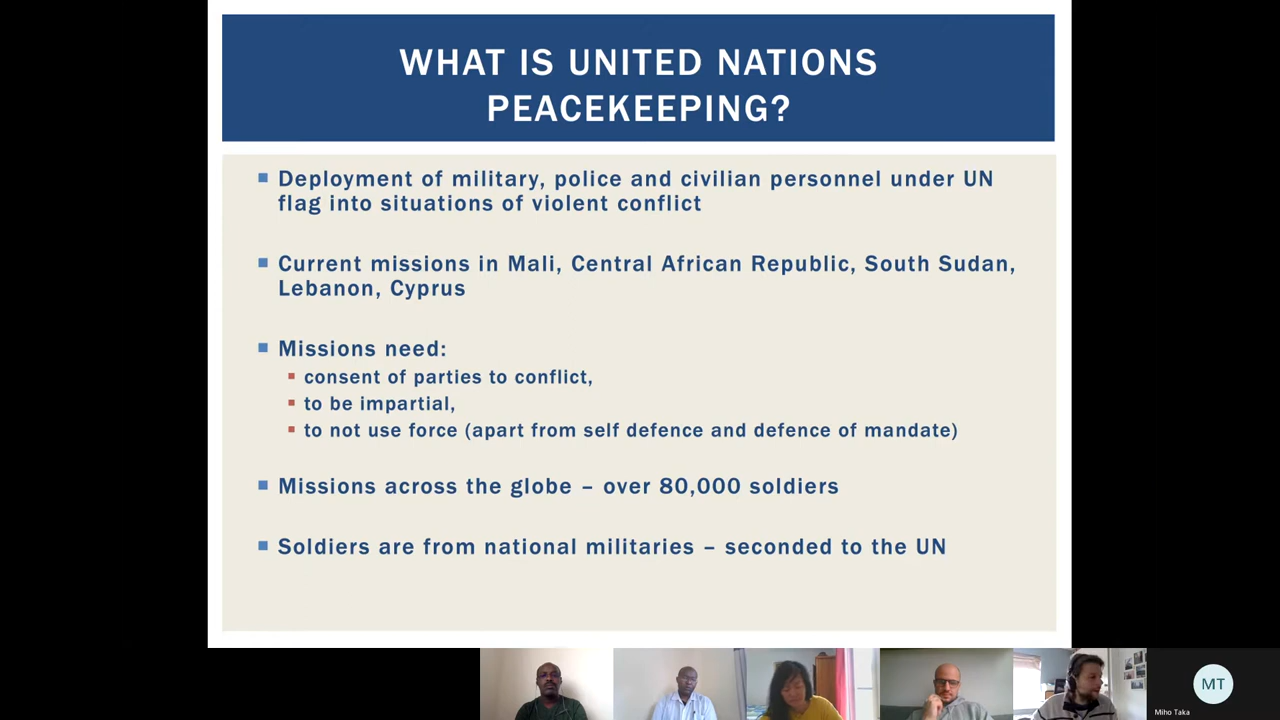 WHAT IS UNITED NATIONS
PEACEKEEPING?
Deployment of military, police and civilian personnel under UN
flag into situations of violent conflict
Current missions in Mali, Central African Republic, South Sudan,
Lebanon, Cyprus
Missions need:
consent of parties to conflict,
to be impartial,
to not use force (apart from self defence and defence of mandate)
Missions across the globe – over 80,000 soldiers
Soldiers are from national militaries – seconded to the UN
MT
Miho Taka